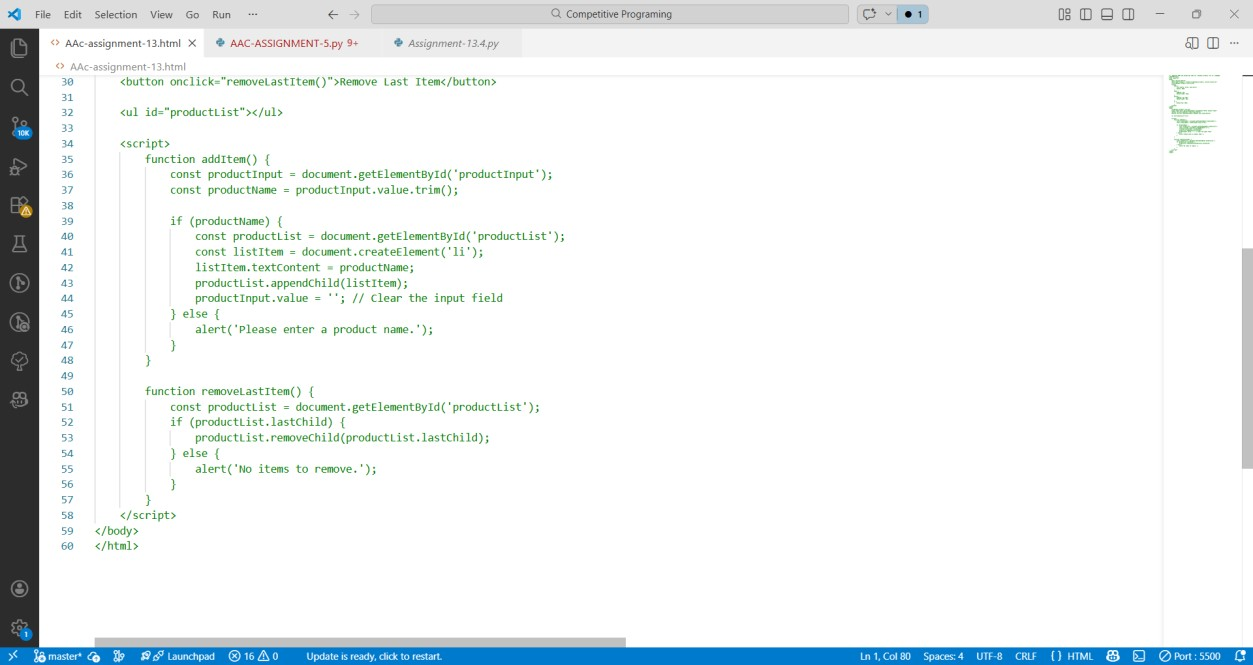 File Edit Selection View Go Run ··· Competitive Programing 1
AAc-assignment-13.html AAC-ASSIGNMENT-5.py 9+ Assignment-13.4.py
AAc-assignment-13.html
30 <button onclick="removeLastItem()">Remove Last Item</button>
31
32 <ul id="productList"></ul>
33
34 <script>
35 function addItem() {
36 const productInput = document.getElementById('productInput');
37 const productName = productInput.value.trim();
38
39 if (productName) {
40 const productList = document.getElementById('productList');
41 const listItem = document.createElement('li');
42 listItem.textContent = productName;
43 productList.appendChild(listItem);
44 productInput.value = ''; // Clear the input field
45 } else {
46 alert('Please enter a product name.');
47 }
48 }
49
50 function removeLastItem() {
51 const productList = document.getElementById('productList');
52 if (productList.lastChild) {
53 productList.removeChild(productList.lastChild);
54 } else {
55 alert('No items to remove.');
56 }
57 }
58 </script>
59 </body>
60 </html>
10K
1
master* Launchpad 16 0 Update is ready, click to restart. Ln 1, Col 80 Spaces: 4 UTF-8 CRLF {} HTML Port : 5500